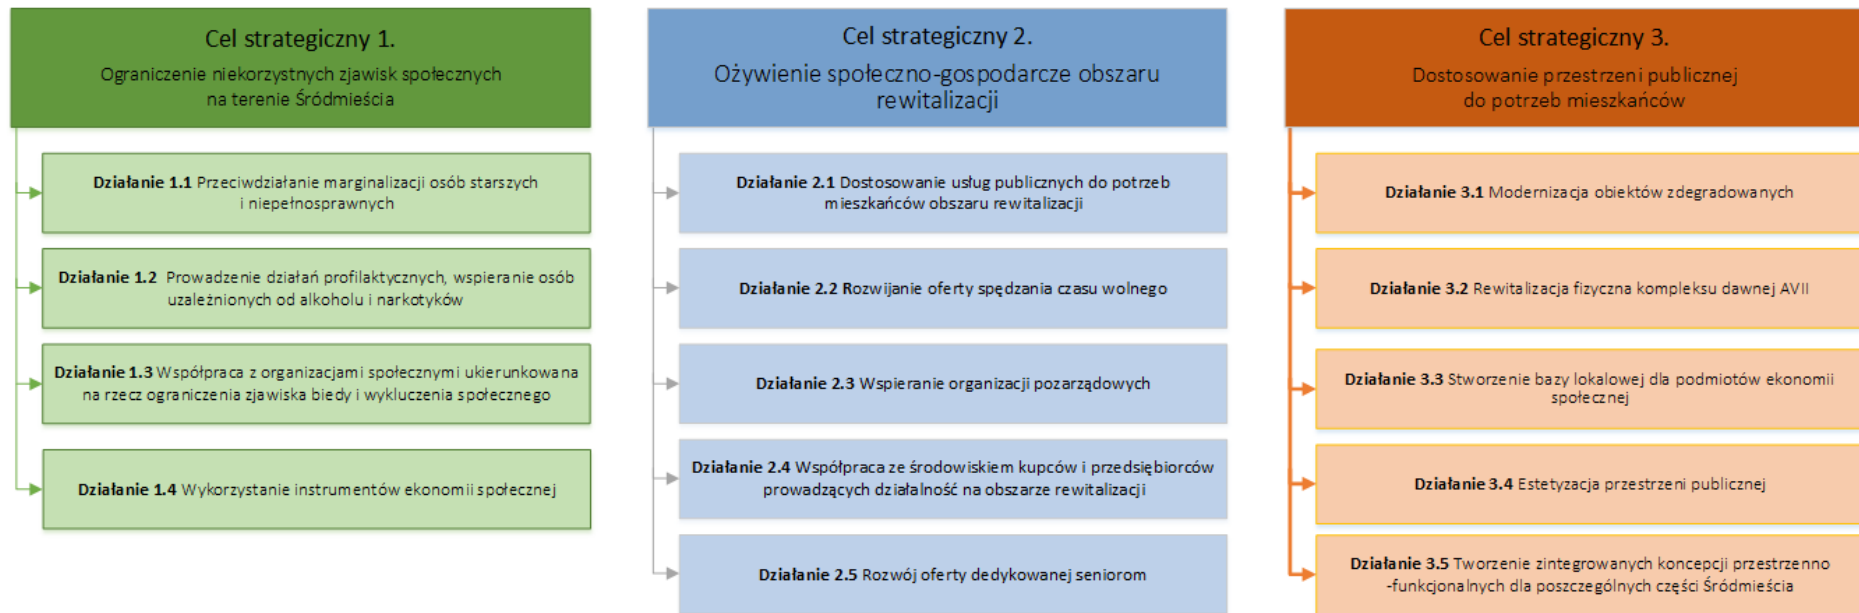 Cel strategiczny 1.
Ograniczenie niekorzystnych zjawisk społecznych
na terenie Śródmieścia
Działanie 1.1 Przeciwdziałanie marginalizacji osób starszych
i niepełnosprawnych
Działanie 1.2 Prowadzenie działań profilaktycznych, wspieranie osób
uzależnionych od alkoholu i narkotyków
Działanie 1.3 Współpraca z organizacjami społecznymi ukierunkowana
na rzecz ograniczenia zjawiska biedy i wykluczenia społecznego
Działanie 1.4 Wykorzystanie instrumentów ekonomii społecznej
Cel strategiczny 2.
Ożywienie społeczno-gospodarcze obszaru
rewitalizacji
Działanie 2.1 Dostosowanie usług publicznych do potrzeb
mieszkańców obszaru rewitalizacji
Działanie 2.2 Rozwijanie oferty spędzania czasu wolnego
Działanie 2.3 Wspieranie organizacji pozarządowych
Działanie 2.4 Współpraca ze środowiskiem kupców i przedsiębiorców
prowadzących działalność na obszarze rewitalizacji
Działanie 2.5 Rozwój oferty dedykowanej seniorom
Cel strategiczny 3.
Dostosowanie przestrzeni publicznej
do potrzeb mieszkańców
Działanie 3.1 Modernizacja obiektów zdegradowanych
Działanie 3.2 Rewitalizacja fizyczna kompleksu dawnej AVII
Działanie 3.3 Stworzenie bazy lokalowej dla podmiotów ekonomii
społecznej
Działanie 3.4 Estetyzacja przestrzeni publicznej
Działanie 3.5 Tworzenie zintegrowanych koncepcji przestrzenno
-funkcjonalnych dla poszczególnych części Śródmieścia